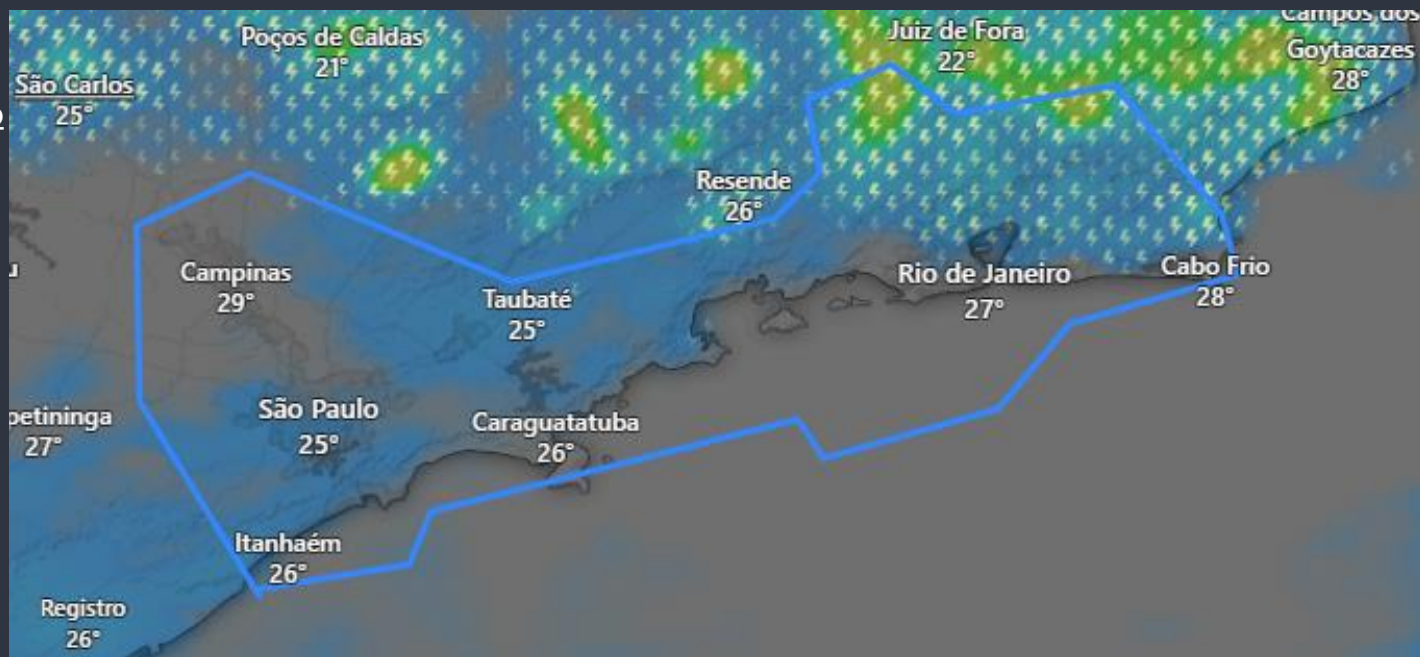 Campos dos
Poços de Caldas
21°
Juiz de Fora
22°
Goytacazes
28°
São Carlos
25°
Resende
26°
Campinas
29°
Taubaté
25°
Rio de Janeiro
27°
Cabo Frio
28°
petininga
27°
São Paulo
25°
Caraguatatuba
26°
Itanhaém
26°
Registro
26°